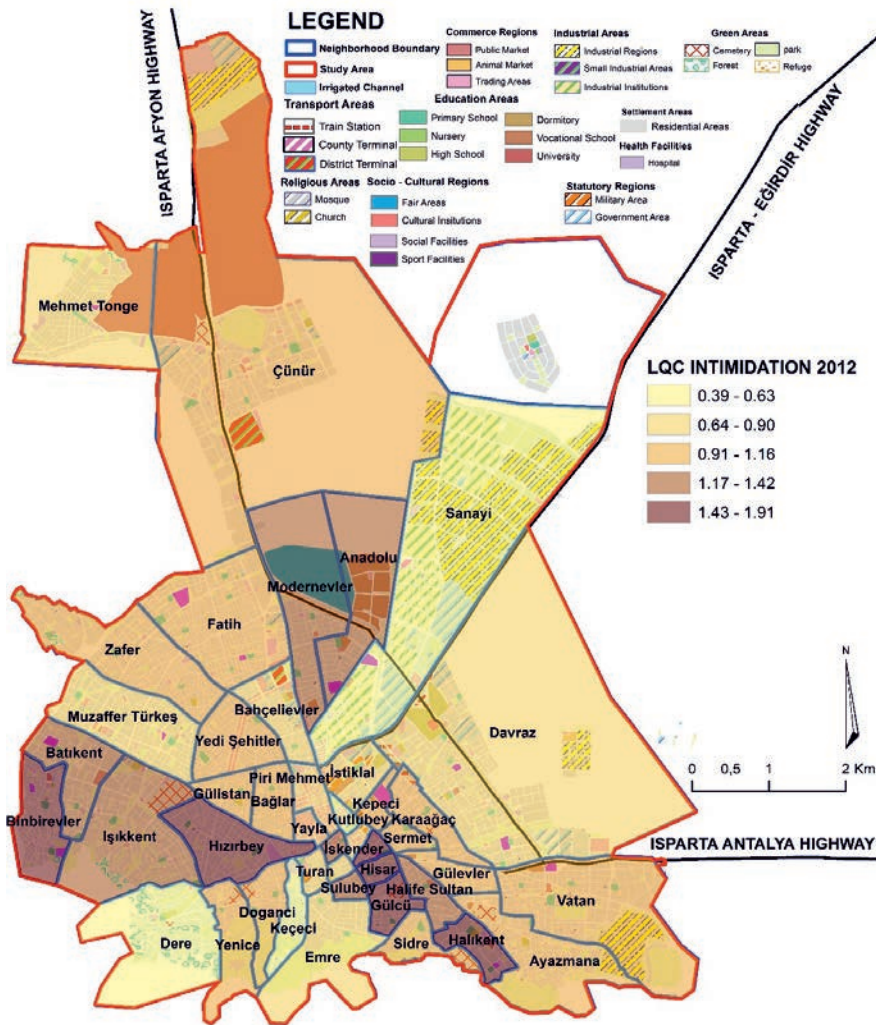 LEGEND
Neighborhood Boundary
Study Area
Irrigated Channel
Transport Areas
Train Station
County Terminal
District Terminal
Religious Areas
Mosque
Church
Commerce Regions
Public Market
Animal Market
Trading Areas
Education Areas
Primary School
Nursery
High School
Dormitory
Vocational School
University
Socio - Cultural Regions
Fair Areas
Cultural Insitutions
Social Facilities
Sport Facilities
Industrial Areas
Industrial Regions
Small Industrial Areas
Industrial Institutions
Green Areas
Cemetery
park
Forest
Refuge
Settlement Areas
Residential Areas
Health Facilities
Hospital
Statutory Regions
Military Area
Government Area
ISPARTA AFYON HIGHWAY
ISPARTA - EĞİRDİR HIGHWAY
LQC INTIMIDATION 2012
0.39 - 0.63
0.64 - 0.90
0.91 - 1.16
1.17 - 1.42
1.43 - 1.91
Mehmet Tonge
Çünür
Sanayi
Anadolu
Modernevler
Fatih
Zafer
Muzaffer Türkeş
Bahçelievler
Yedi Şehitler
Davraz
N
0 0,5 1 2 Km
Batıkent
Piri Mehmet
İstiklal
Gülistan
Bağlar
Kepeci
Binbirevler
Işıkkent
Yayla
Kutlubey
Karaağaç
Hızırbey
İskender
Sermet
ISPARTA ANTALYA HIGHWAY
Turan
Hisar
Gülevler
Sulubey
Halife Sultan
Vatan
Gülcü
Doganci
Keçeci
Dere
Yenice
Emre
Sidre
Halıkent
Ayazmana